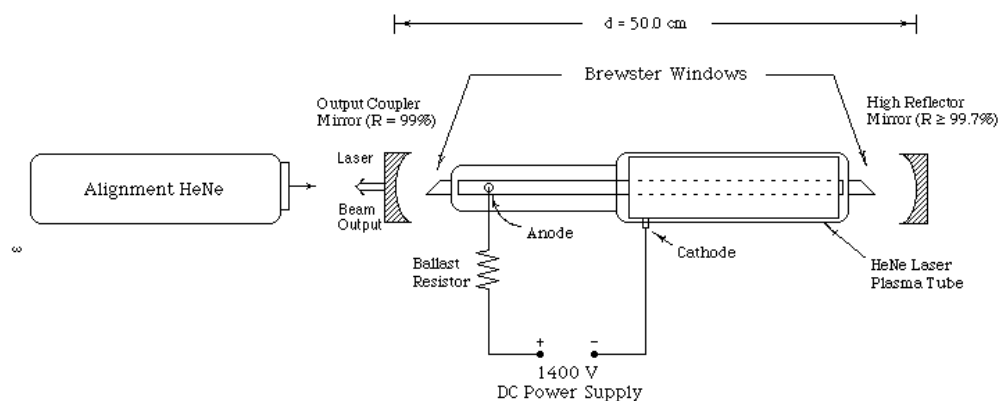 d = 50.0 cm
Brewster Windows
Output Coupler
Mirror (R = 99%)
High Reflector
Mirror (R ≥ 99.7%)
Laser
Alignment HeNe
Beam
Output
Anode
ω
Cathode
Ballast
Resistor
HeNe Laser
Plasma Tube
+ −
1400 V
DC Power Supply